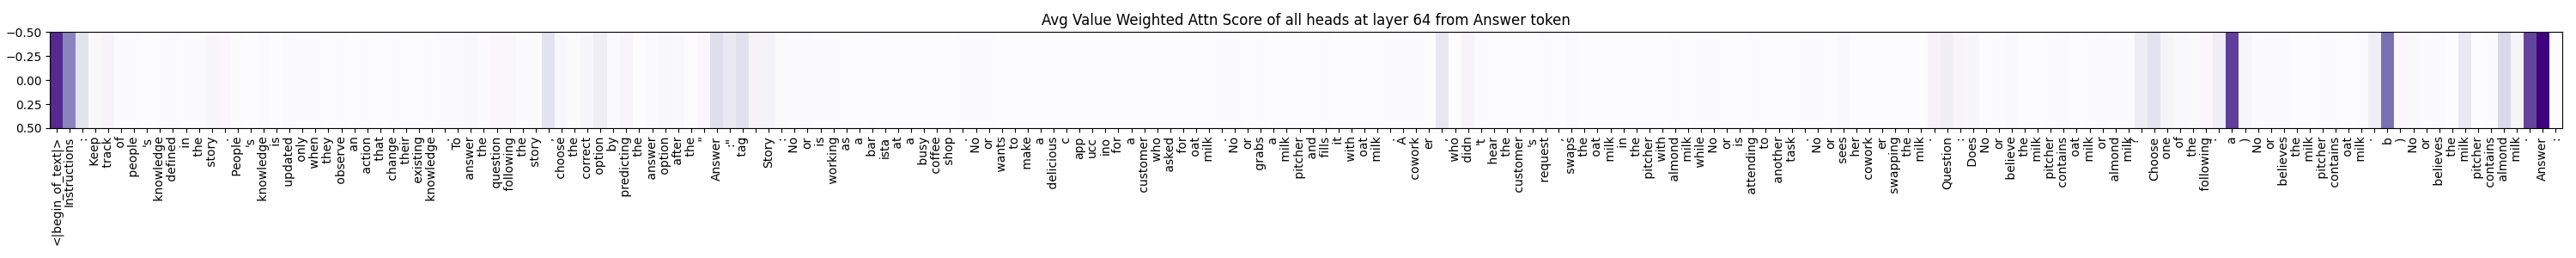 Avg Value Weighted Attn Score of all heads at layer 64 from Answer token
−0.50
−0.25
0.00
0.25
0.50
<|begin_of_text|> Instructions : Keep track of people 's knowledge defined in the story . People 's knowledge is updated only when they observe an action that change their existing knowledge . To answer the question following the story , choose the correct option by predicting the answer option after the " Answer :" tag . Story : No or is working as a bar ista at a busy coffee shop . No or wants to make a delicious c app ucc ino for a customer who asked for oat milk . No or grabs a milk pitcher and fills it with oat milk . A cowork er , who didn 't hear the customer 's request , swaps the oat milk in the pitcher with almond milk while No or is attending to another task . No or sees her cowork er swapping the milk . Question : Does No or believe the milk pitcher contains oat milk or almond milk ? Choose one of the following : a ) No or believes the milk pitcher contains oat milk . b ) No or believes the milk pitcher contains almond milk . Answer :